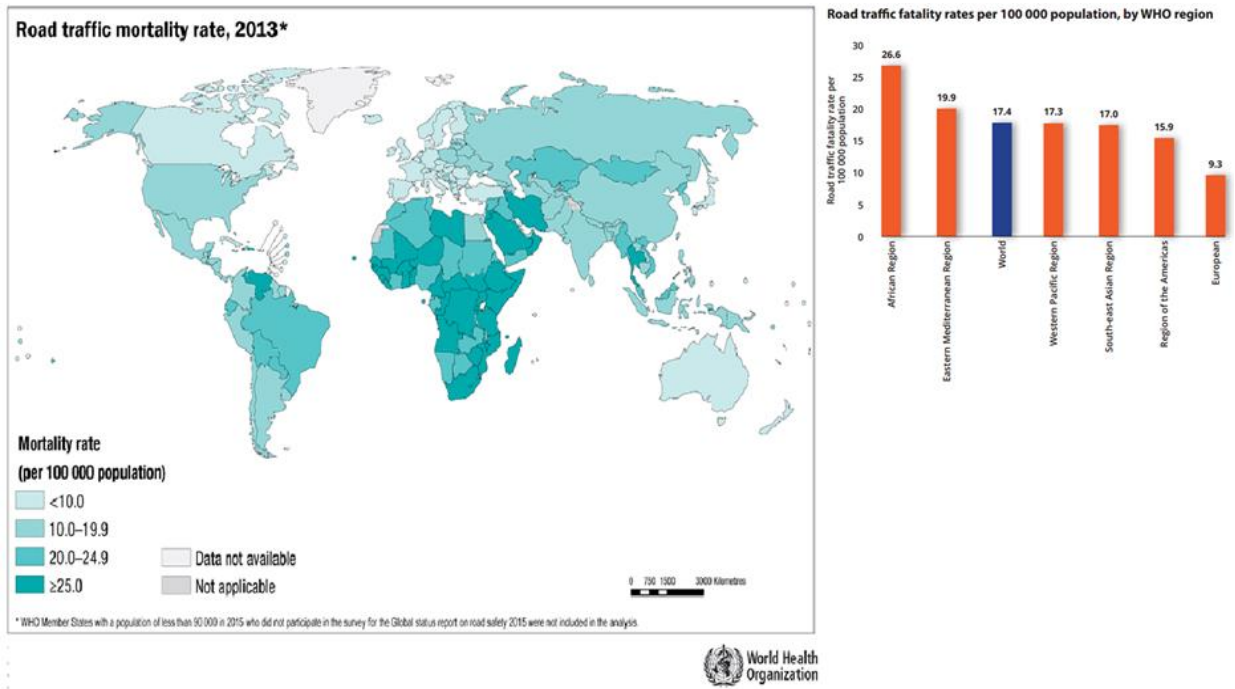 Road traffic mortality rate, 2013*
Mortality rate
(per 100 000 population)
<10.0
10.0–19.9
20.0–24.9
≥25.0
Data not available
Not applicable
0 750 1500 3000 Kilometres
* WHO Member States with a population of less than 90 000 in 2015 who did not participate in the survey for the Global status report on road safety 2015 were not included in the analysis.
World Health
Organization
Road traffic fatality rates per 100 000 population, by WHO region
Road traffic fatality rate per
100 000 population
30
25
20
15
10
5
0
26.6
19.9
17.4
17.3
17.0
15.9
9.3
African Region
Eastern Mediterranean Region
World
Western Pacific Region
South-east Asian Region
Region of the Americas
European